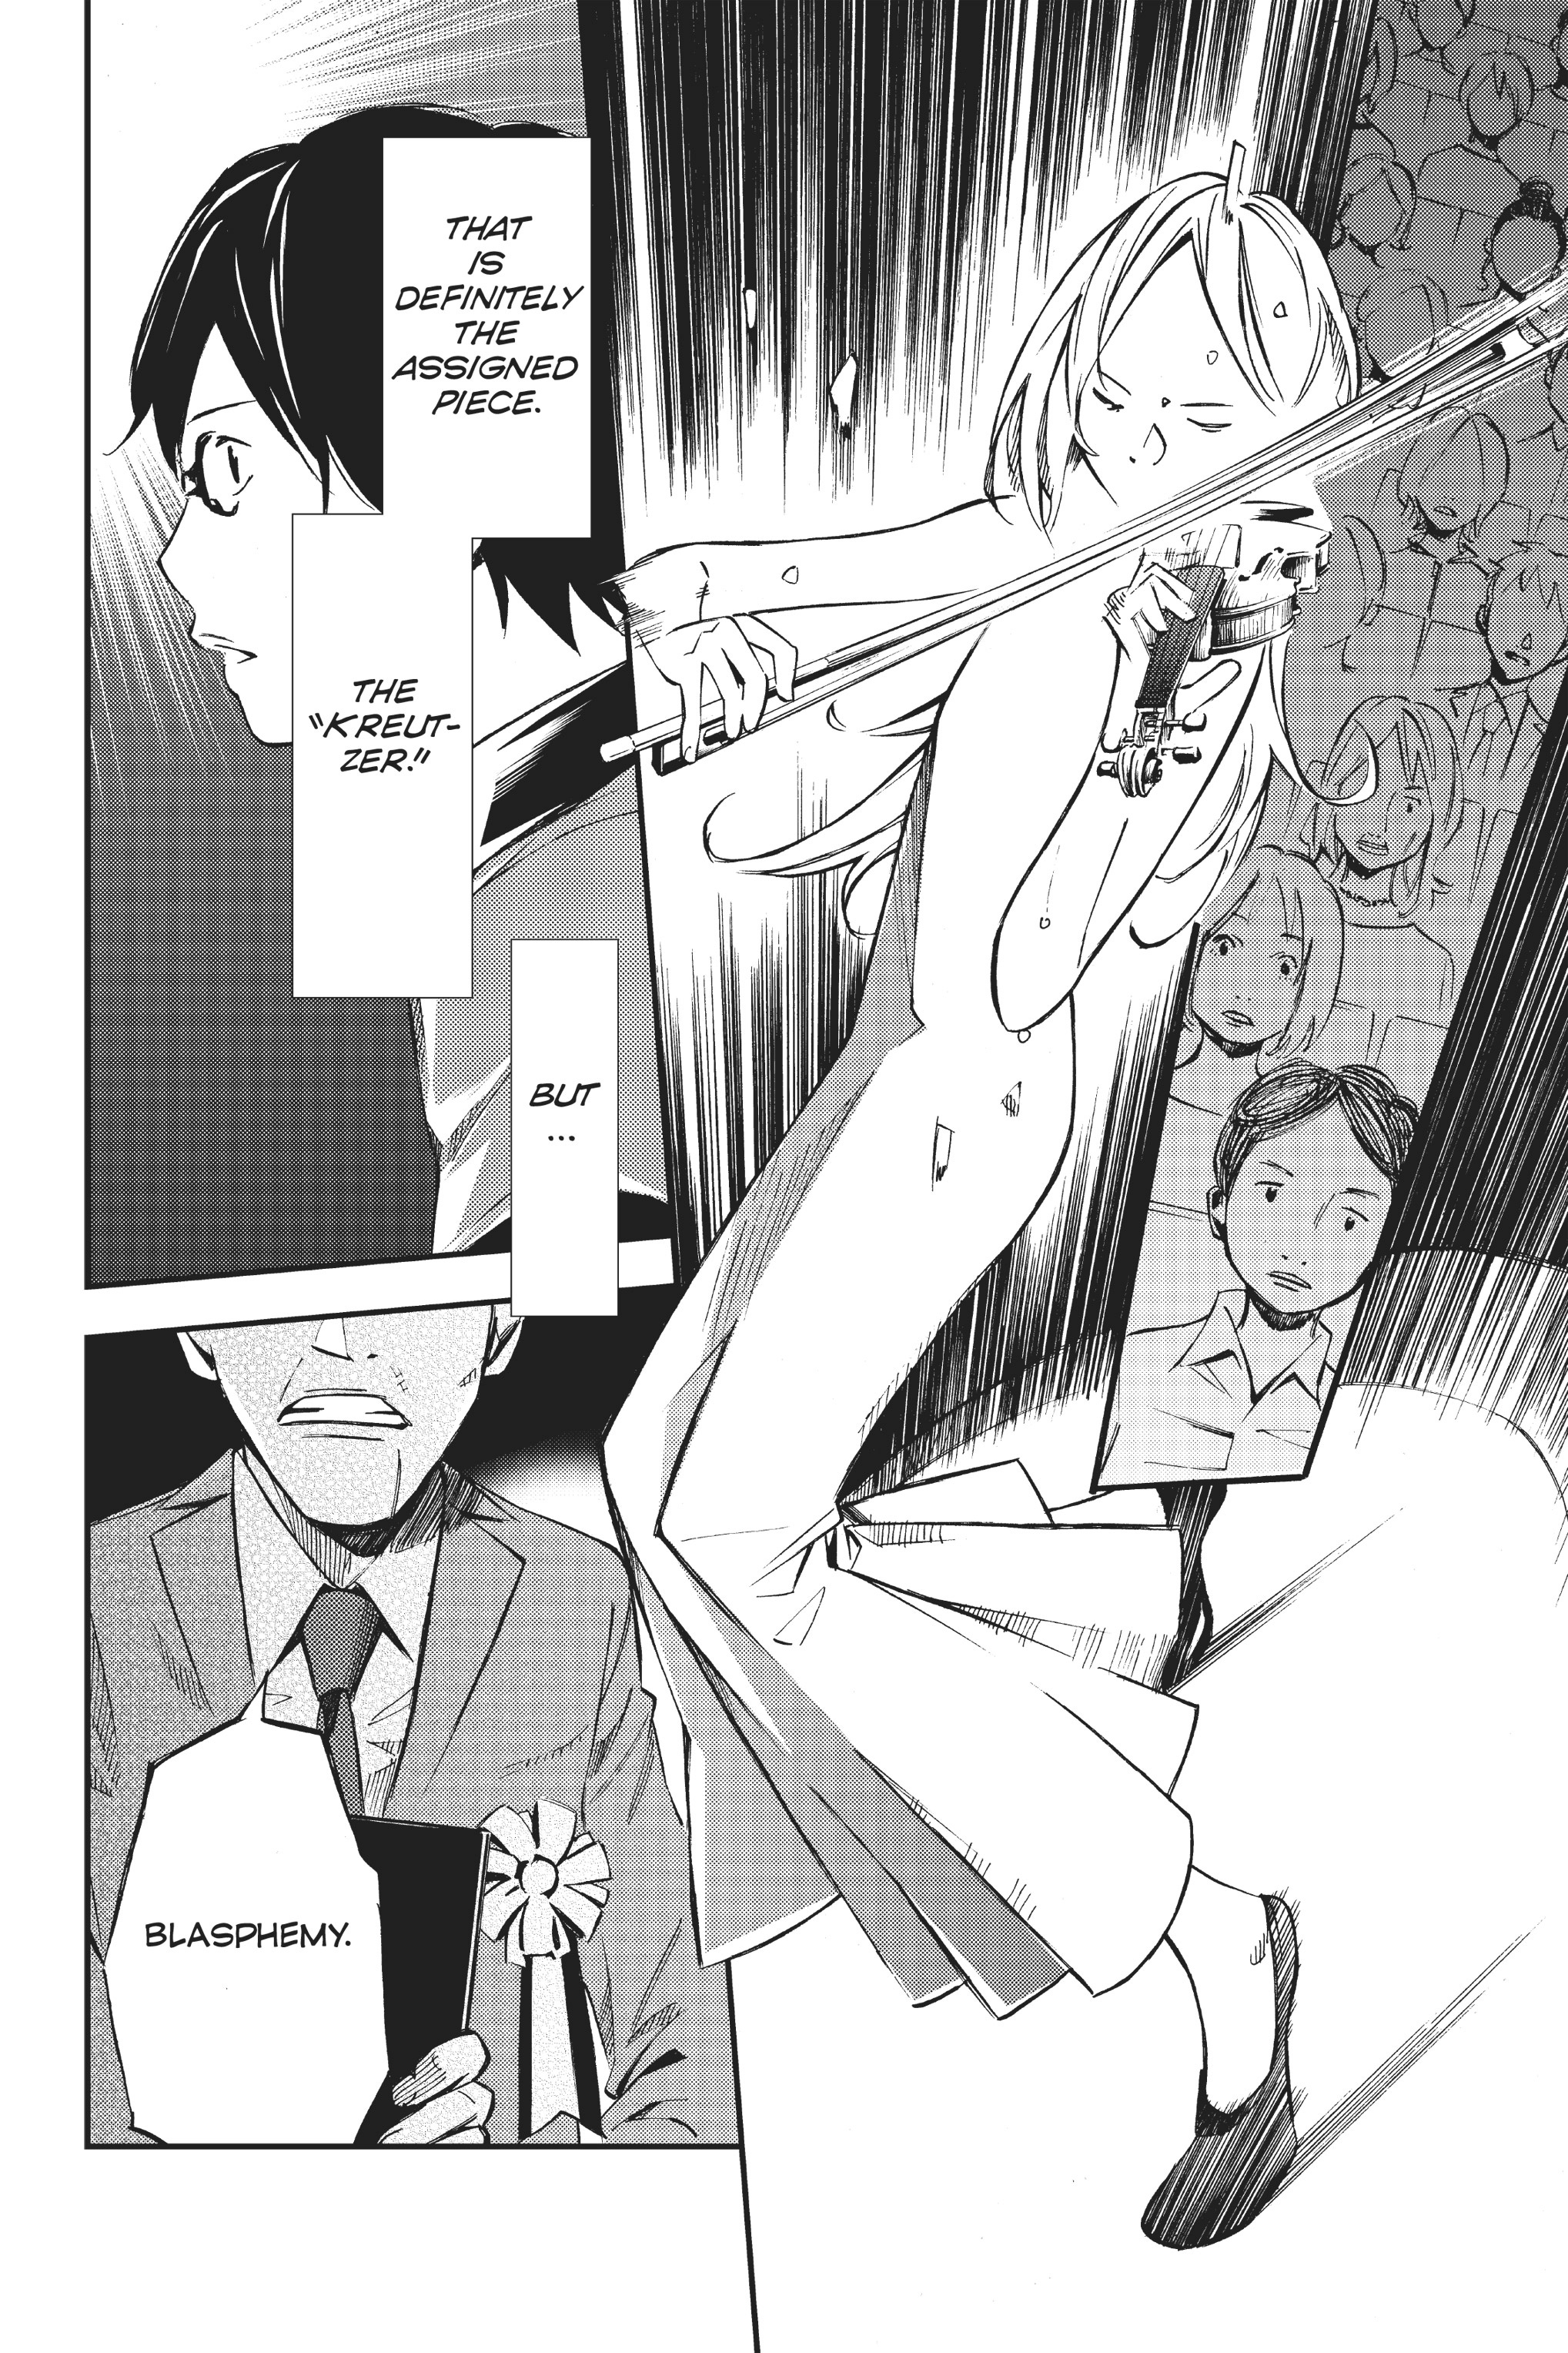 THAT
IS
DEFINITELY
THE
ASSIGNED
PIECE.
THE
"KREUT-
ZER."
BUT
...
BLASPHEMY.